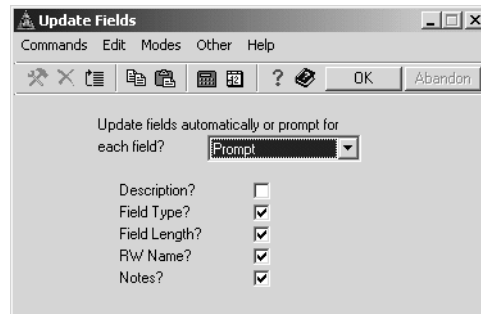 Update Fields
Commands Edit Modes Other Help
? OK Abandon
Update fields automatically or prompt for
each field? Prompt
Description?
Field Type?
Field Length?
RW Name?
Notes?